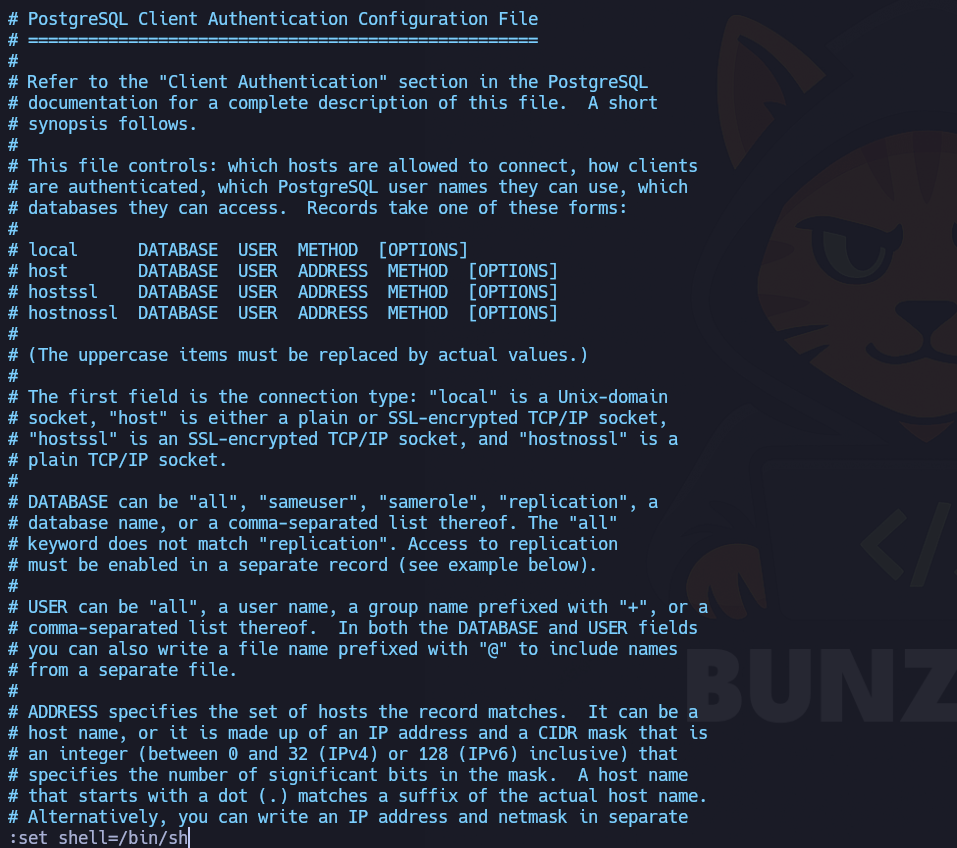 # PostgreSQL Client Authentication Configuration File
# ===================================================
#
# Refer to the "Client Authentication" section in the PostgreSQL
# documentation for a complete description of this file.  A short
# synopsis follows.
#
# This file controls: which hosts are allowed to connect, how clients
# are authenticated, which PostgreSQL user names they can use, which
# databases they can access.  Records take one of these forms:
#
# local      DATABASE  USER  METHOD  [OPTIONS]
# host       DATABASE  USER  ADDRESS  METHOD  [OPTIONS]
# hostssl    DATABASE  USER  ADDRESS  METHOD  [OPTIONS]
# hostnossl  DATABASE  USER  ADDRESS  METHOD  [OPTIONS]
#
# (The uppercase items must be replaced by actual values.)
#
# The first field is the connection type: "local" is a Unix-domain
# socket, "host" is either a plain or SSL-encrypted TCP/IP socket,
# "hostssl" is an SSL-encrypted TCP/IP socket, and "hostnossl" is a
# plain TCP/IP socket.
#
# DATABASE can be "all", "sameuser", "samerole", "replication", a
# database name, or a comma-separated list thereof. The "all"
# keyword does not match "replication". Access to replication
# must be enabled in a separate record (see example below).
#
# USER can be "all", a user name, a group name prefixed with "+", or a
# comma-separated list thereof.  In both the DATABASE and USER fields
# you can also write a file name prefixed with "@" to include names
# from a separate file.
#
# ADDRESS specifies the set of hosts the record matches.  It can be a
# host name, or it is made up of an IP address and a CIDR mask that is
# an integer (between 0 and 32 (IPv4) or 128 (IPv6) inclusive) that
# specifies the number of significant bits in the mask.  A host name
# that starts with a dot (.) matches a suffix of the actual host name.
# Alternatively, you can write an IP address and netmask in separate
:set shell=/bin/sh
</ BUNZ